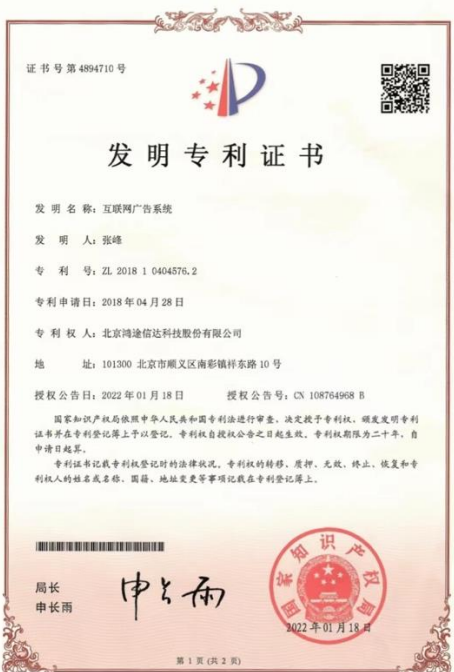 证书号第4894710号
发明专利证书
发明名称：互联网广告系统
发明人：张峰
专利号：ZL 2018 1 0404576.2
专利申请日：2018年04月28日
专利权人：北京鸿途信达科技股份有限公司
地址：101300 北京市顺义区南彩镇祥东路10号
授权公告日：2022年01月18日 授权公告号：CN 108764968 B
国家知识产权局依照中华人民共和国专利法进行审查，决定授予专利权，颁发发明专利
证书并在专利登记簿上予以登记。专利权自授权公告之日起生效。专利权期限为二十年，自
申请日起算。
专利证书记载专利权登记时的法律状况。专利权的转移、质押、无效、终止、恢复和专
利权人的姓名或名称、国籍、地址变更等事项记载在专利登记簿上。
局长
申长雨
申长雨
国家知识产权局
2022年01月18日
第1页（共2页）